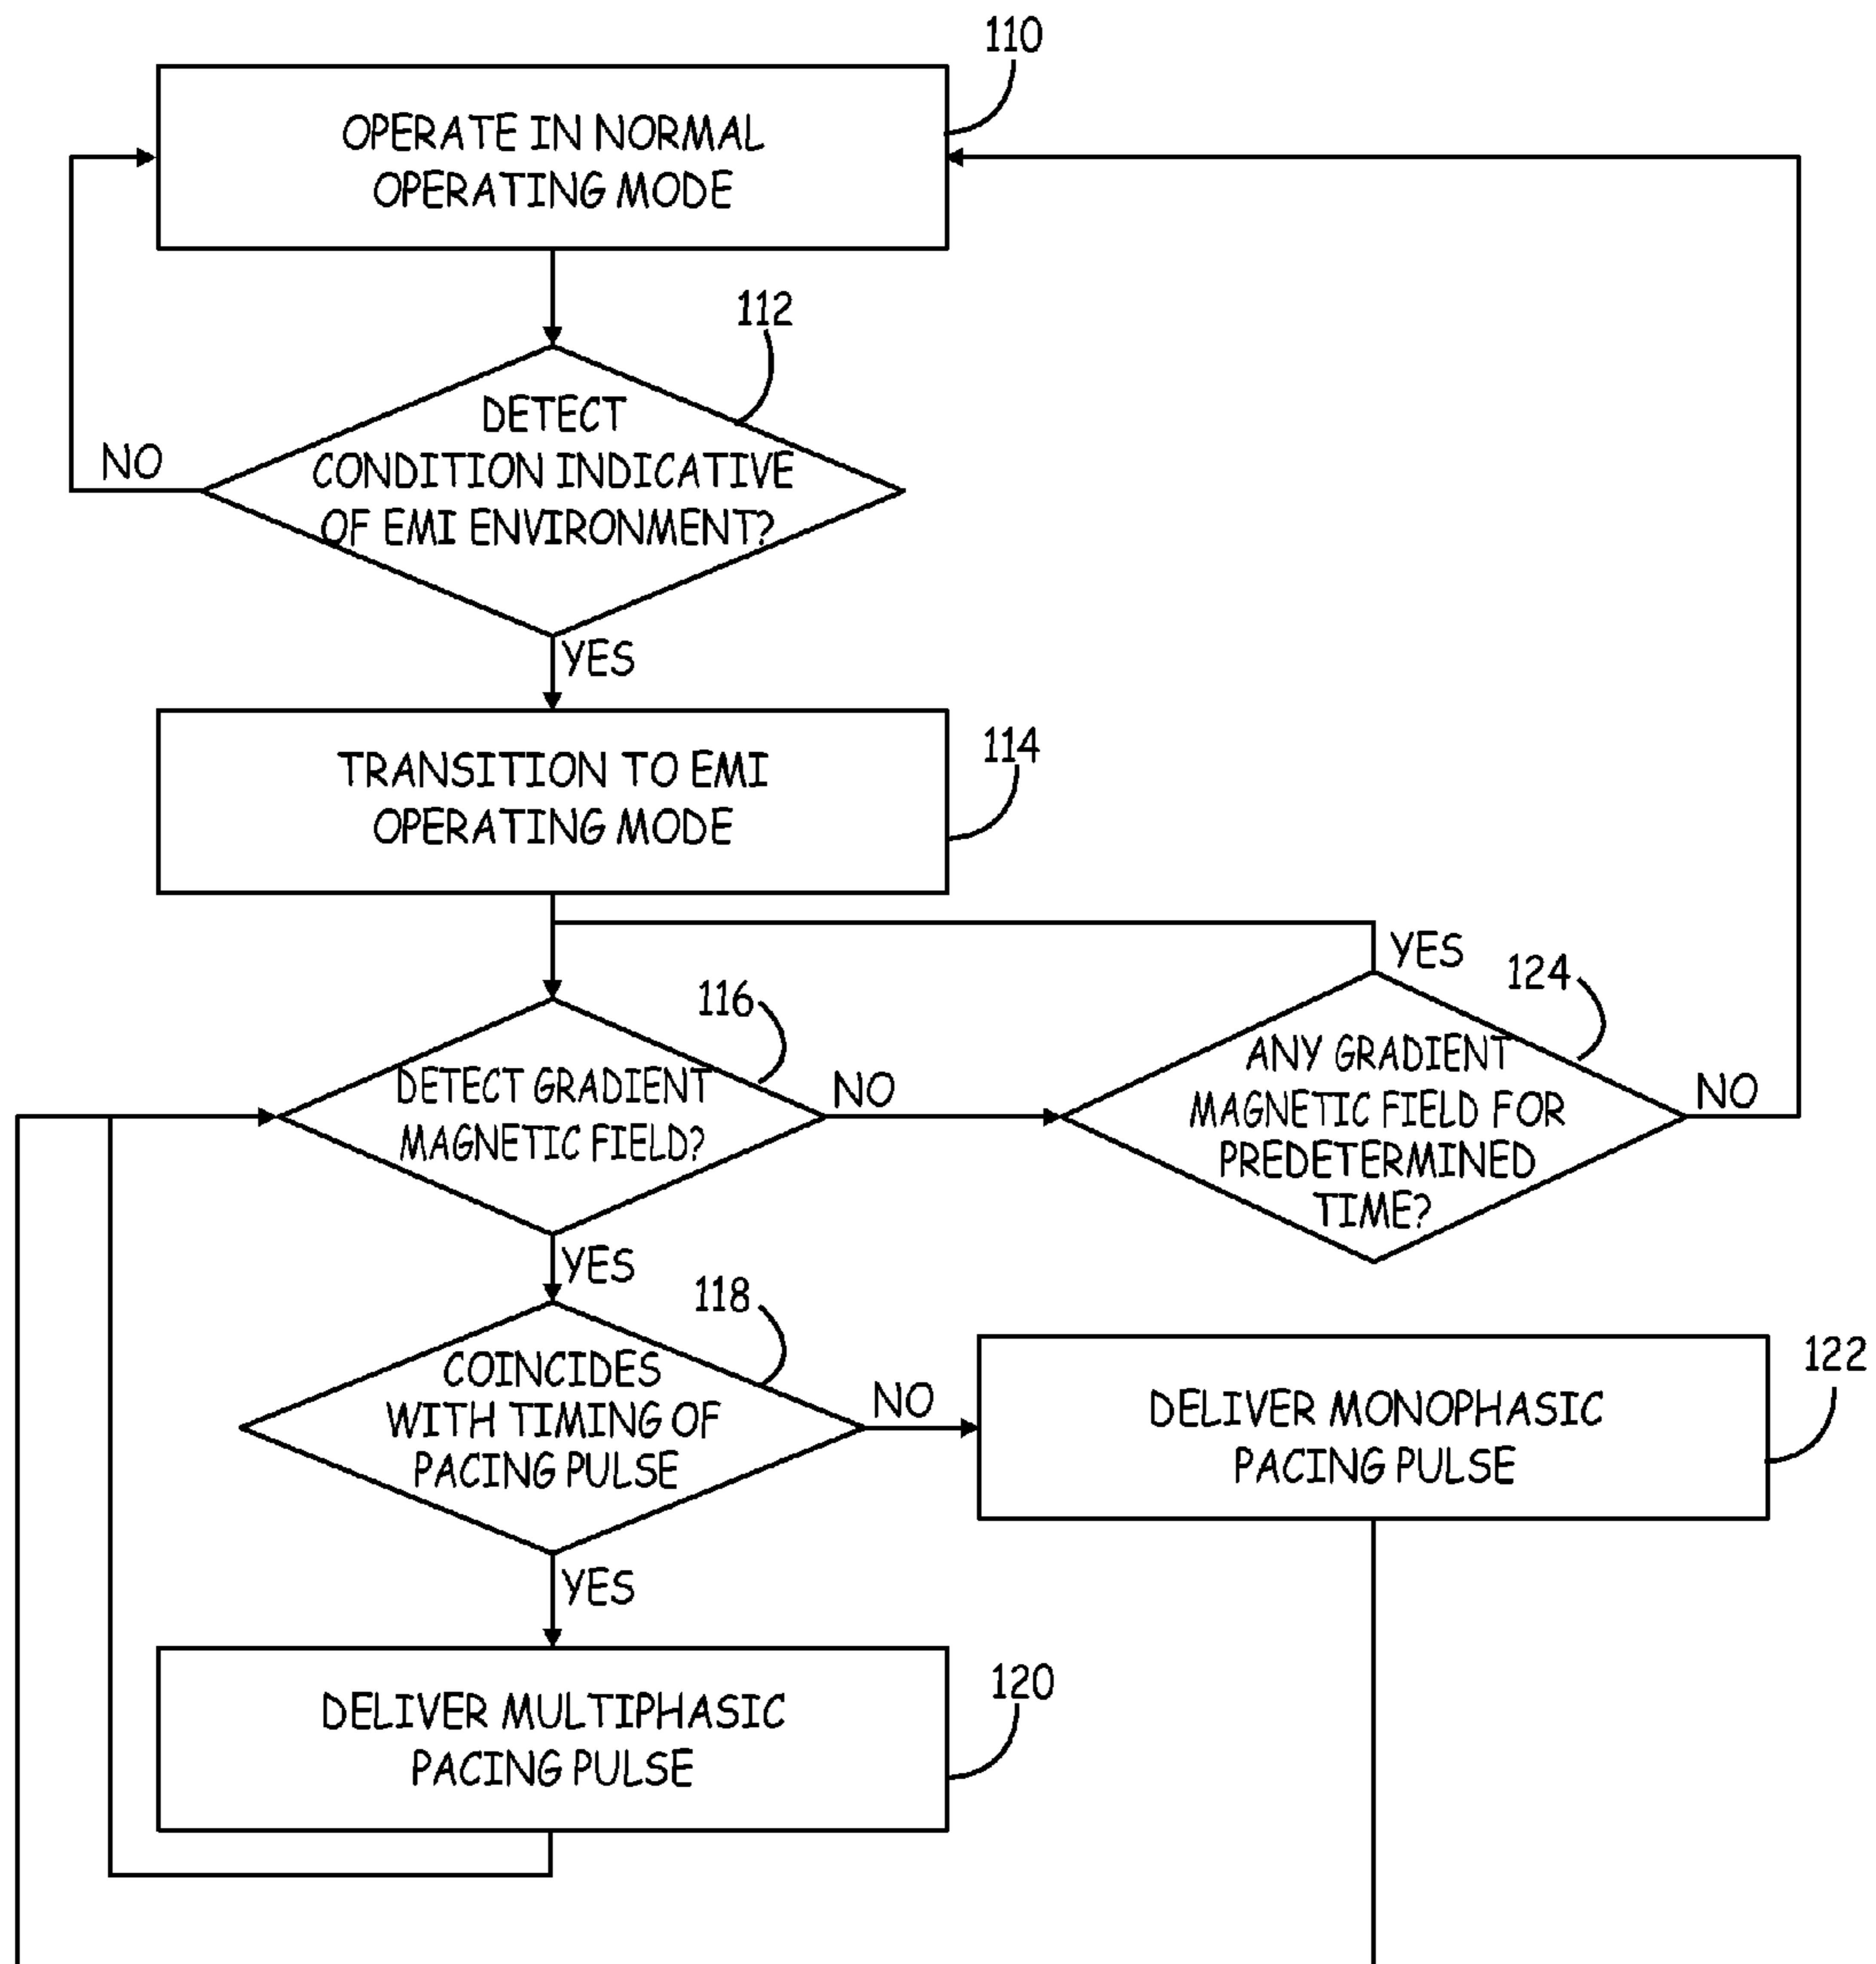 110
OPERATE IN NORMAL
OPERATING MODE
112
DETECT
CONDITION INDICATIVE
OF EMI ENVIRONMENT?
NO
YES
TRANSITION TO EMI
OPERATING MODE
114
YES
124
116
ANY GRADIENT
MAGNETIC FIELD FOR
PREDETERMINED
TIME?
DETECT GRADIENT
MAGNETIC FIELD?
NO
NO
YES
118
COINCIDES
WITH TIMING OF
PACING PULSE
NO
DELIVER MONOPHASIC
PACING PULSE
122
YES
DELIVER MULTIPHASIC
PACING PULSE
120